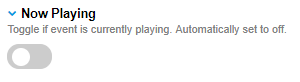 Now Playing
Toggle if event is currently playing. Automatically set to off.